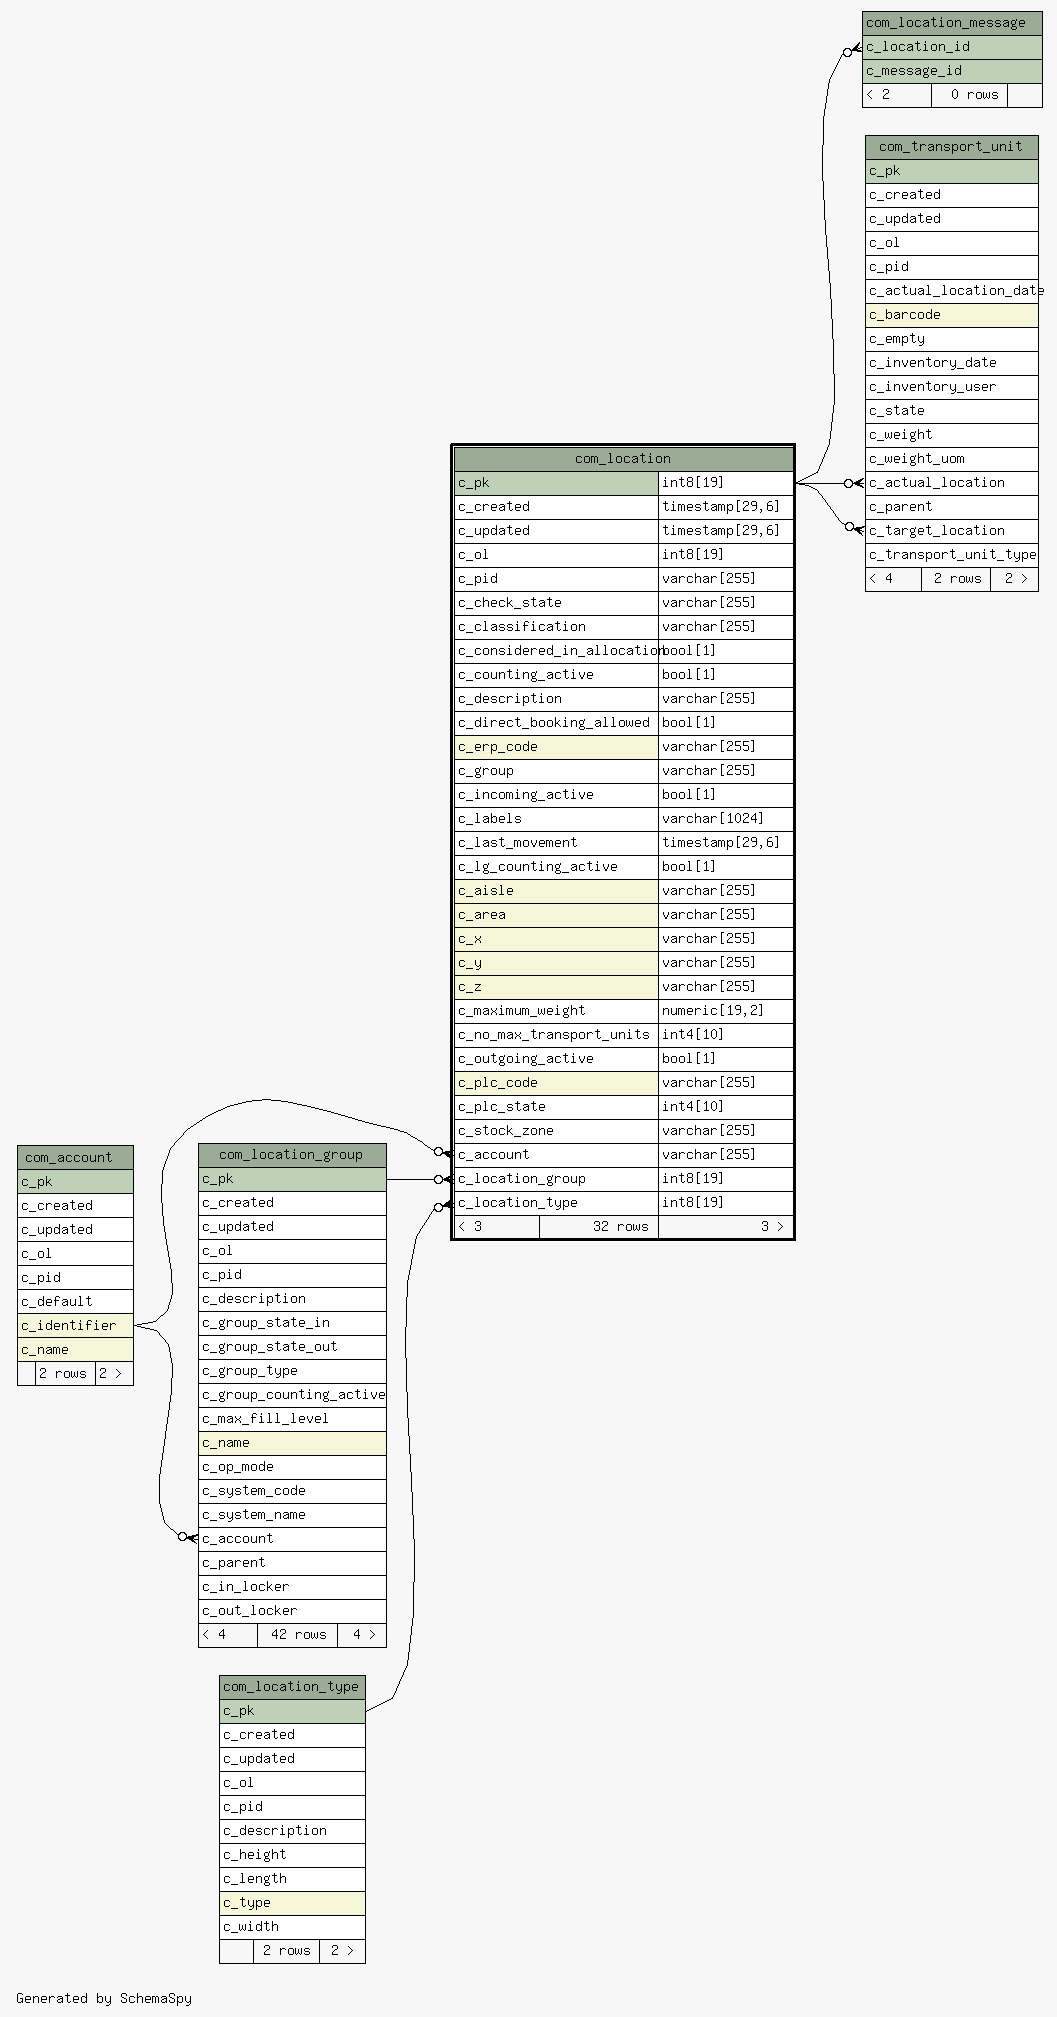 com_location_message
c_location_id
c_message_id
< 2 0 rows
com_transport_unit
c_pk
c_created
c_updated
c_ol
c_pid
c_actual_location_date
c_barcode
c_empty
c_inventory_date
c_inventory_user
c_state
c_weight
c_weight_uom
c_actual_location
c_parent
c_target_location
c_transport_unit_type
< 4 2 rows 2 >
com_location
c_pk int8[19]
c_created timestamp[29,6]
c_updated timestamp[29,6]
c_ol int8[19]
c_pid varchar[255]
c_check_state varchar[255]
c_classification varchar[255]
c_considered_in_allocation bool[1]
c_counting_active bool[1]
c_description varchar[255]
c_direct_booking_allowed bool[1]
c_erp_code varchar[255]
c_group varchar[255]
c_incoming_active bool[1]
c_labels varchar[1024]
c_last_movement timestamp[29,6]
c_lg_counting_active bool[1]
c_aisle varchar[255]
c_area varchar[255]
c_x varchar[255]
c_y varchar[255]
c_z varchar[255]
c_maximum_weight numeric[19,2]
c_no_max_transport_units int4[10]
c_outgoing_active bool[1]
c_plc_code varchar[255]
c_plc_state int4[10]
c_stock_zone varchar[255]
c_account varchar[255]
c_location_group int8[19]
c_location_type int8[19]
< 3 32 rows 3 >
com_account
c_pk
c_created
c_updated
c_ol
c_pid
c_default
c_identifier
c_name
2 rows 2 >
com_location_group
c_pk
c_created
c_updated
c_ol
c_pid
c_description
c_group_state_in
c_group_state_out
c_group_type
c_group_counting_active
c_max_fill_level
c_name
c_op_mode
c_system_code
c_system_name
c_account
c_parent
c_in_locker
c_out_locker
< 4 42 rows 4 >
com_location_type
c_pk
c_created
c_updated
c_ol
c_pid
c_description
c_height
c_length
c_type
c_width
2 rows 2 >
Generated by SchemaSpy